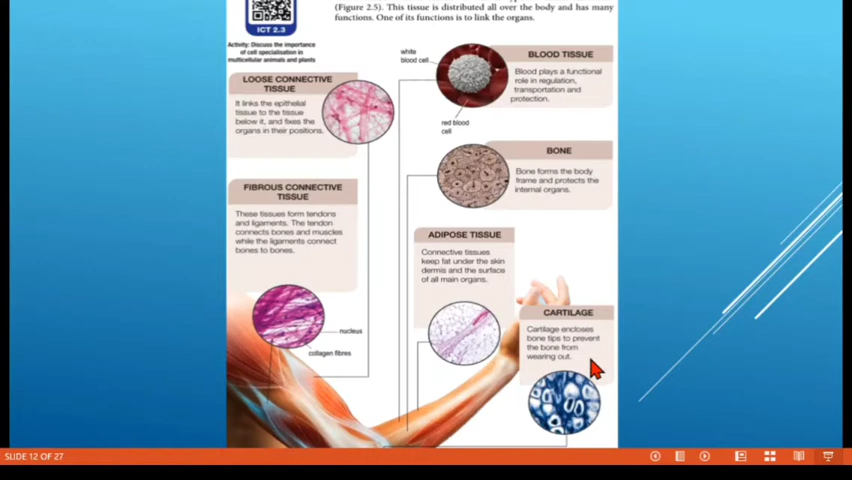 (Figure 2.5). This tissue is distributed all over the body and has many
functions. One of its functions is to link the organs.
ICT 2.3
Activity: Discuss the importance
of cell specialisation in
multicellular animals and plants
LOOSE CONNECTIVE
TISSUE
It links the epithelial
tissue to the tissue
below it, and fixes the
organs in their positions.
FIBROUS CONNECTIVE
TISSUE
These tissues form tendons
and ligaments. The tendon
connects bones and muscles
while the ligaments connect
bones to bones.
nucleus
collagen fibres
white
blood cell
red blood
cell
BLOOD TISSUE
Blood plays a functional
role in regulation,
transportation and
protection.
BONE
Bone forms the body
frame and protects the
internal organs.
ADIPOSE TISSUE
Connective tissues
keep fat under the skin
dermis and the surface
of all main organs.
CARTILAGE
Cartilage encloses
bone tips to prevent
the bone from
wearing out.
SLIDE 12 OF 27